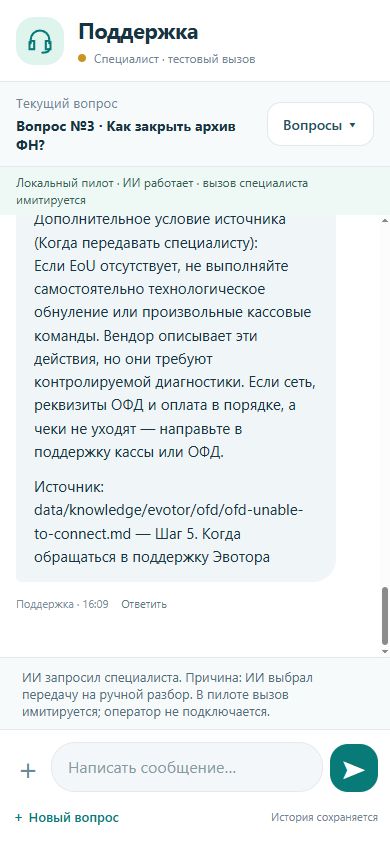 Поддержка
Специалист · тестовый вызов
Текущий вопрос
Вопрос №3 · Как закрыть архив
ФН?
Вопросы ▾
Локальный пилот · ИИ работает · вызов специалиста
имитируется
Дополнительное условие источника
(Когда передавать специалисту):
Если EoU отсутствует, не выполняйте
самостоятельно технологическое
обнуление или произвольные кассовые
команды. Вендор описывает эти
действия, но они требуют
контролируемой диагностики. Если сеть,
реквизиты ОФД и оплата в порядке, а
чеки не уходят — направьте в
поддержку кассы или ОФД.
Источник:
data/knowledge/evotor/ofd/ofd-unable-
to-connect.md — Шаг 5. Когда
обращаться в поддержку Эвотора
Поддержка · 16:09 Ответить
ИИ запросил специалиста. Причина: ИИ выбрал
передачу на ручной разбор. В пилоте вызов
имитируется; оператор не подключается.
Написать сообщение...
+ Новый вопрос
История сохраняется